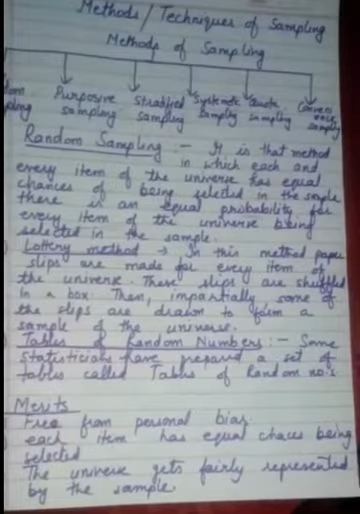 Methods/Techniques of Sampling
Methods of Sampling
dom Purposive Stratified Systematic Quota Conveni
pling sampling sampling sampling sampling ence sampling
Random Sampling :- It is that method
in which each and
every item of the universe has equal
chances of being selected in the sample
there is an equal probability for
every item of the universe being
selected in the sample.
Lottery method → In this method paper
slips are made for every item of
the universe. These slips are shuffled
in a box. Then, impartially, some of
the slips are drawn to form a
sample of the universe.
Tables of Random Numbers:- Some
Statisticians have prepared a set of
tables called Tables of Random no.s
Merits
Free from personal bias.
each item has equal chaces being
selected
The universe gets fairly represented
by the sample.